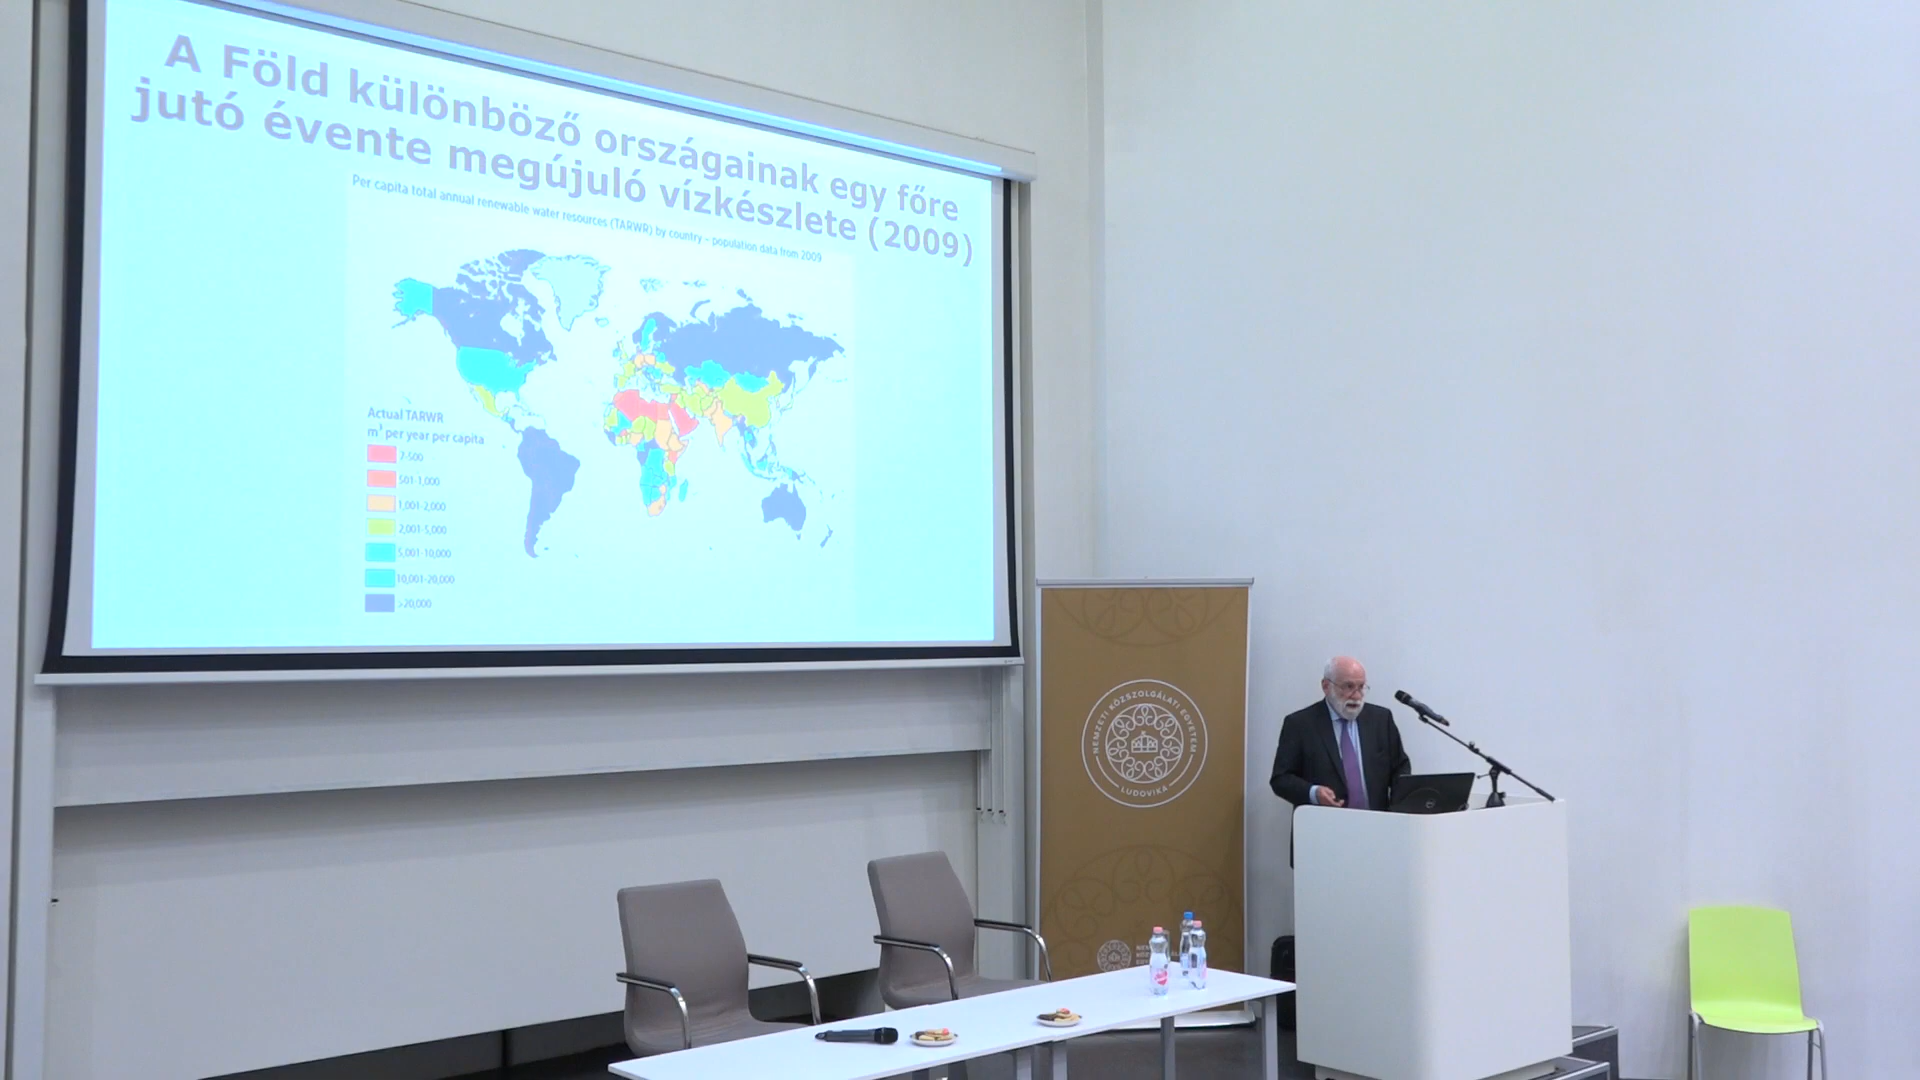 A Föld különböző országainak egy főre
jutó évente megújuló vízkészlete (2009)
Per capita total annual renewable water resources (TARWR) by country – population data from 2009
Actual TARWR
m³ per year per capita
7-500
501-1,000
1,001-2,000
2,001-5,000
5,001-10,000
10,001-20,000
>20,000
NEMZETI KÖZSZOLGÁLATI EGYETEM
LUDOVIKA